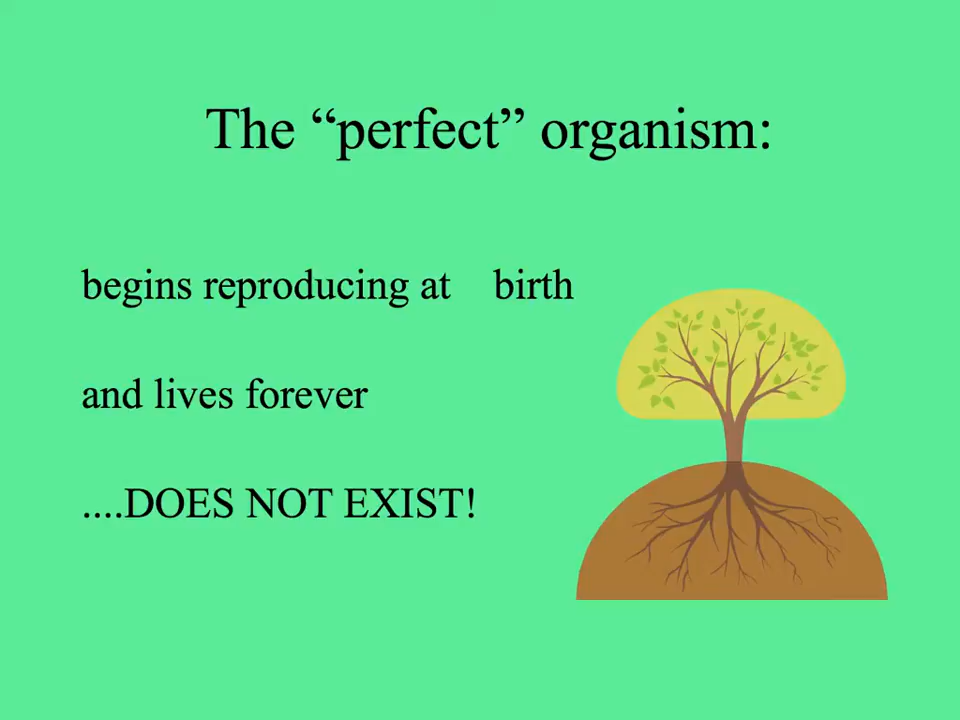 The “perfect” organism:
begins reproducing at    birth
and lives forever
....DOES NOT EXIST!